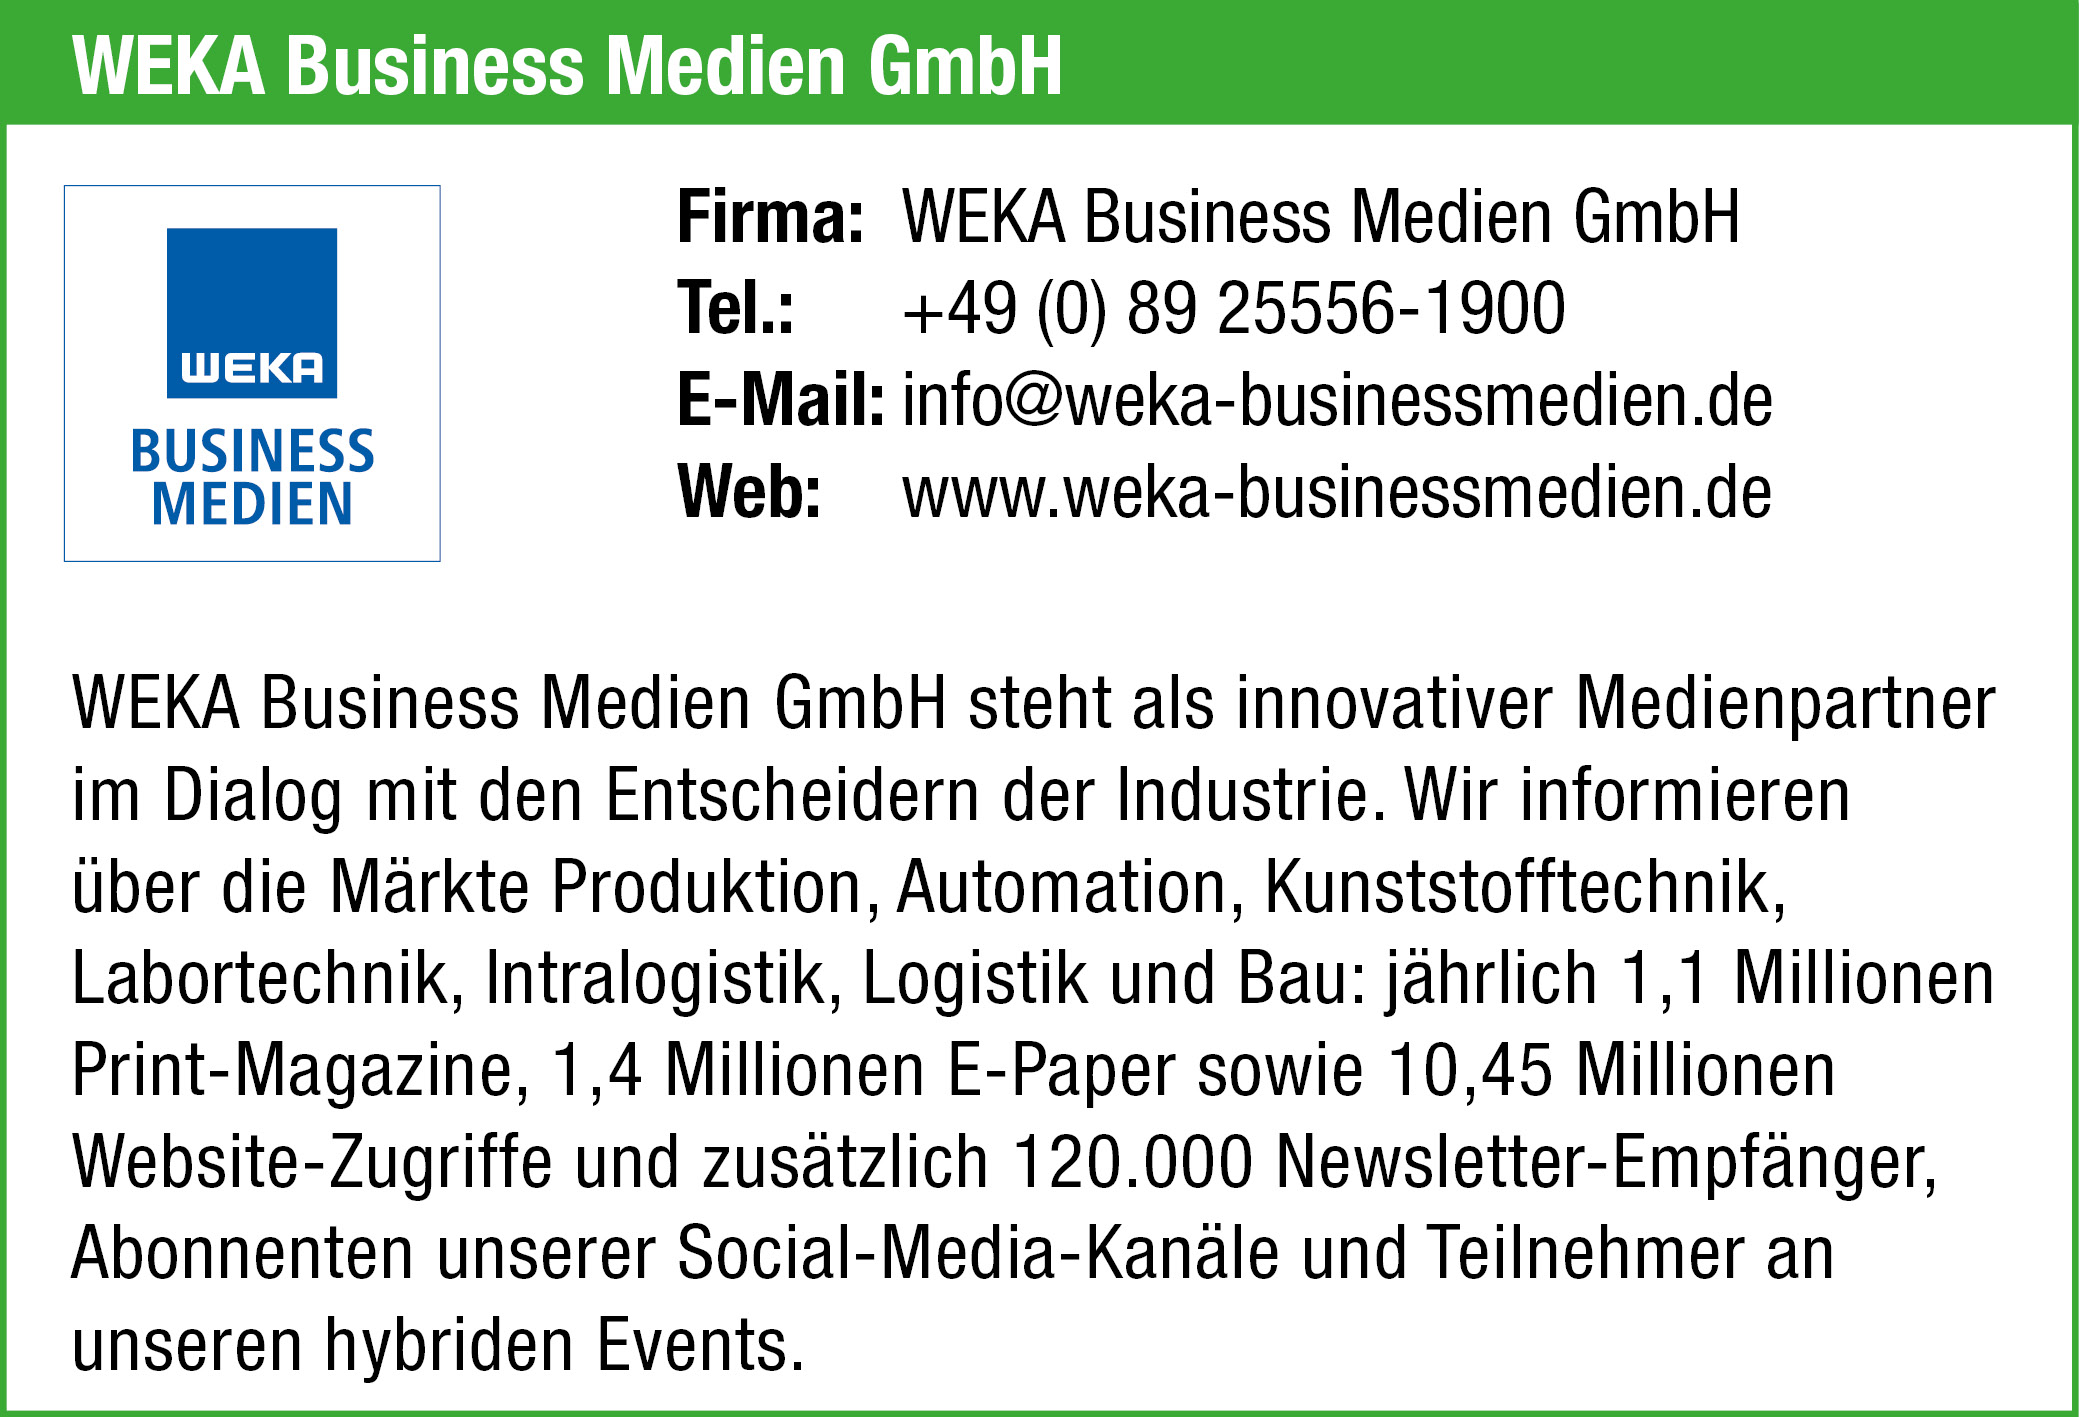 WEKA Business Medien GmbH
WEKA
BUSINESS
MEDIEN
Firma: WEKA Business Medien GmbH
Tel.: +49 (0) 89 25556-1900
E-Mail: info@weka-businessmedien.de
Web: www.weka-businessmedien.de
WEKA Business Medien GmbH steht als innovativer Medienpartner
im Dialog mit den Entscheidern der Industrie. Wir informieren
über die Märkte Produktion, Automation, Kunststofftechnik,
Labortechnik, Intralogistik, Logistik und Bau: jährlich 1,1 Millionen
Print-Magazine, 1,4 Millionen E-Paper sowie 10,45 Millionen
Website-Zugriffe und zusätzlich 120.000 Newsletter-Empfänger,
Abonnenten unserer Social-Media-Kanäle und Teilnehmer an
unseren hybriden Events.